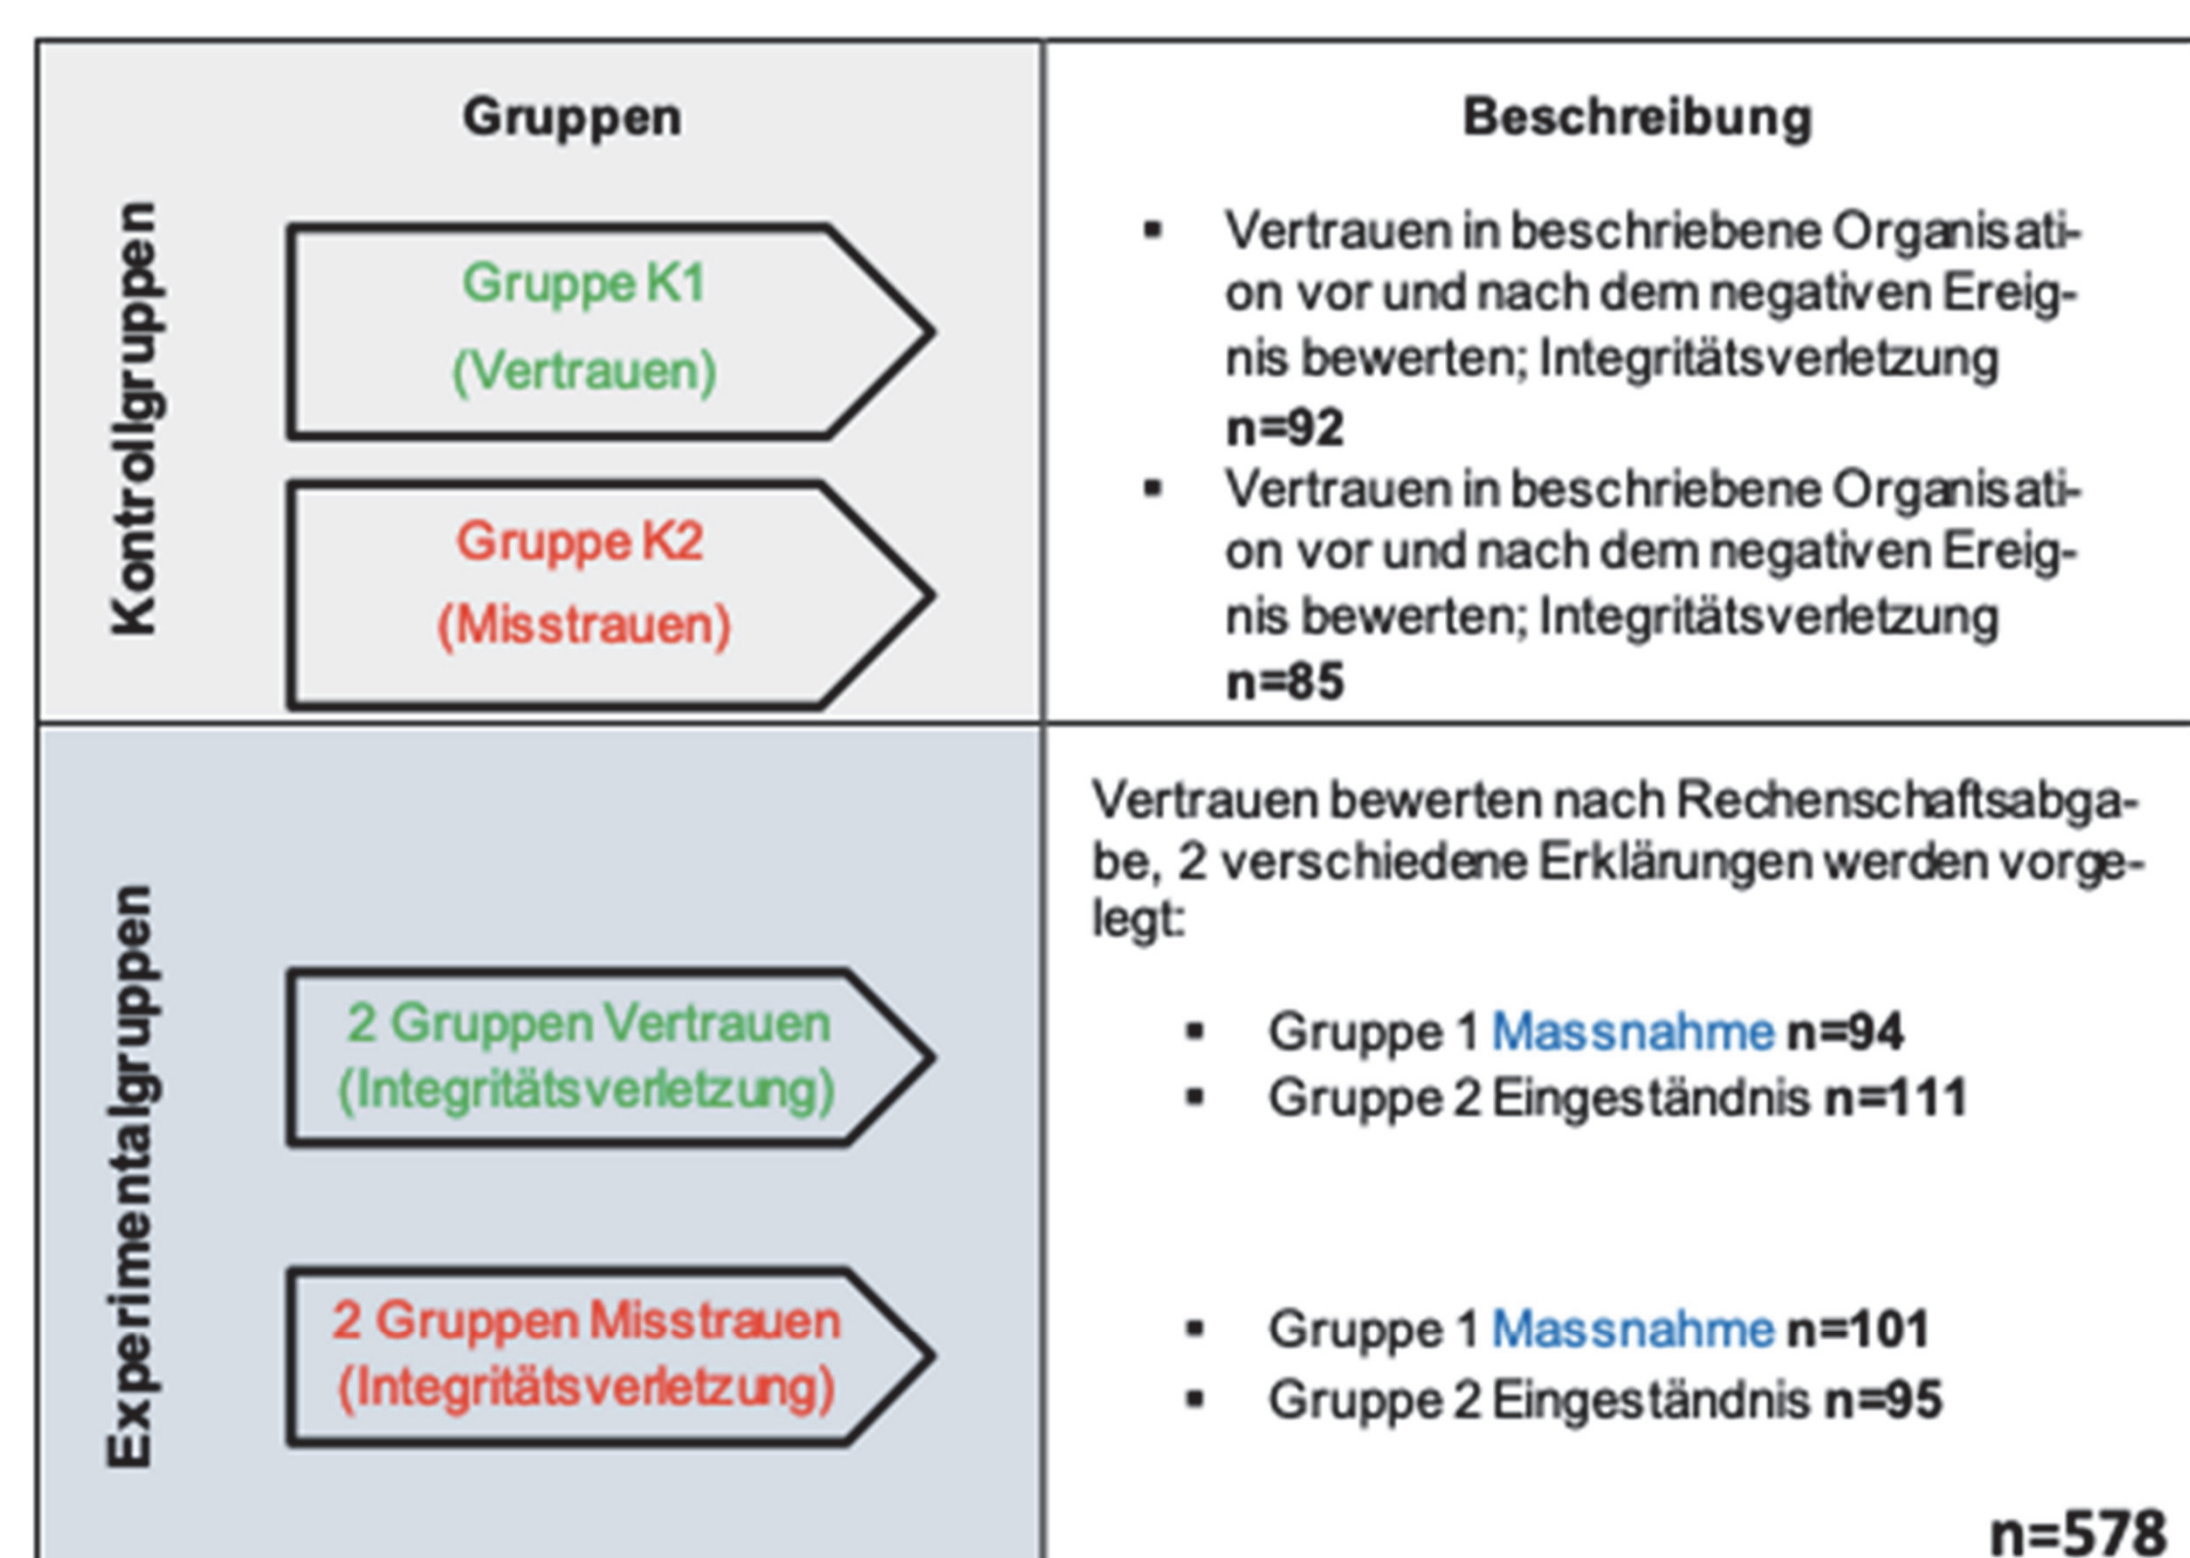 Gruppen
Beschreibung
Kontrollgruppen
Gruppe K1
(Vertrauen)
▪ Vertrauen in beschriebene Organisati-
on vor und nach dem negativen Ereig-
nis bewerten; Integritätsverletzung
n=92
Gruppe K2
(Misstrauen)
▪ Vertrauen in beschriebene Organisati-
on vor und nach dem negativen Ereig-
nis bewerten; Integritätsverletzung
n=85
Experimentalgruppen
Vertrauen bewerten nach Rechenschaftsabga-
be, 2 verschiedene Erklärungen werden vorge-
legt:
2 Gruppen Vertrauen
(Integritätsverletzung)
▪ Gruppe 1 Massnahme n=94
▪ Gruppe 2 Eingeständnis n=111
2 Gruppen Misstrauen
(Integritätsverletzung)
▪ Gruppe 1 Massnahme n=101
▪ Gruppe 2 Eingeständnis n=95
n=578